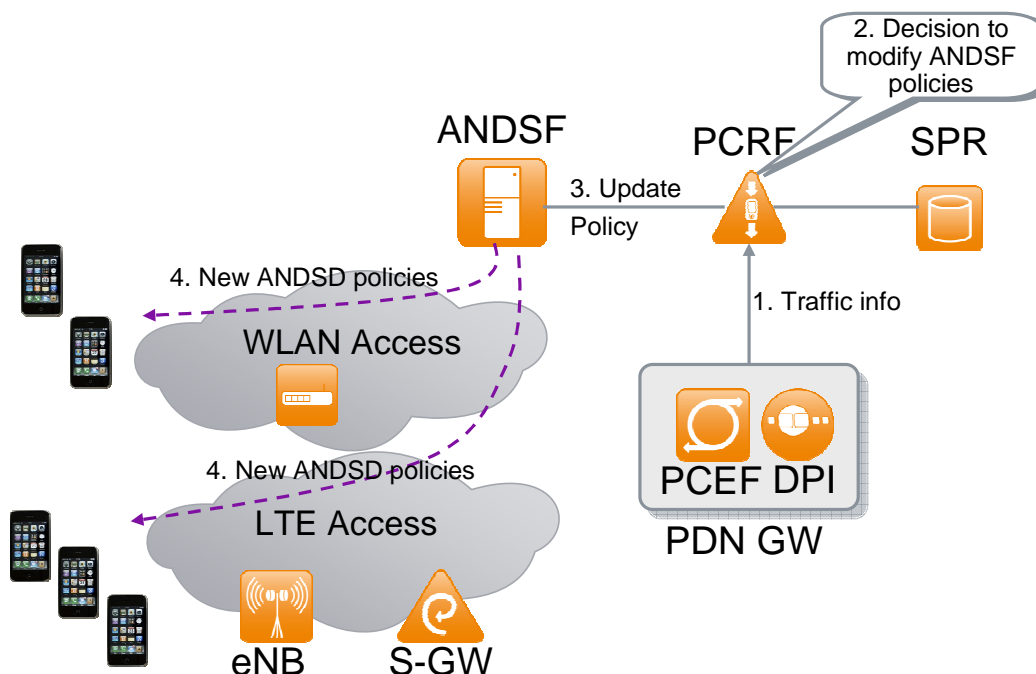 2. Decision to
modify ANDSF
policies
ANDSF
PCRF
SPR
3. Update
Policy
4. New ANDSD policies
1. Traffic info
WLAN Access
PCEF DPI
4. New ANDSD policies
LTE Access
PDN GW
eNB
S-GW